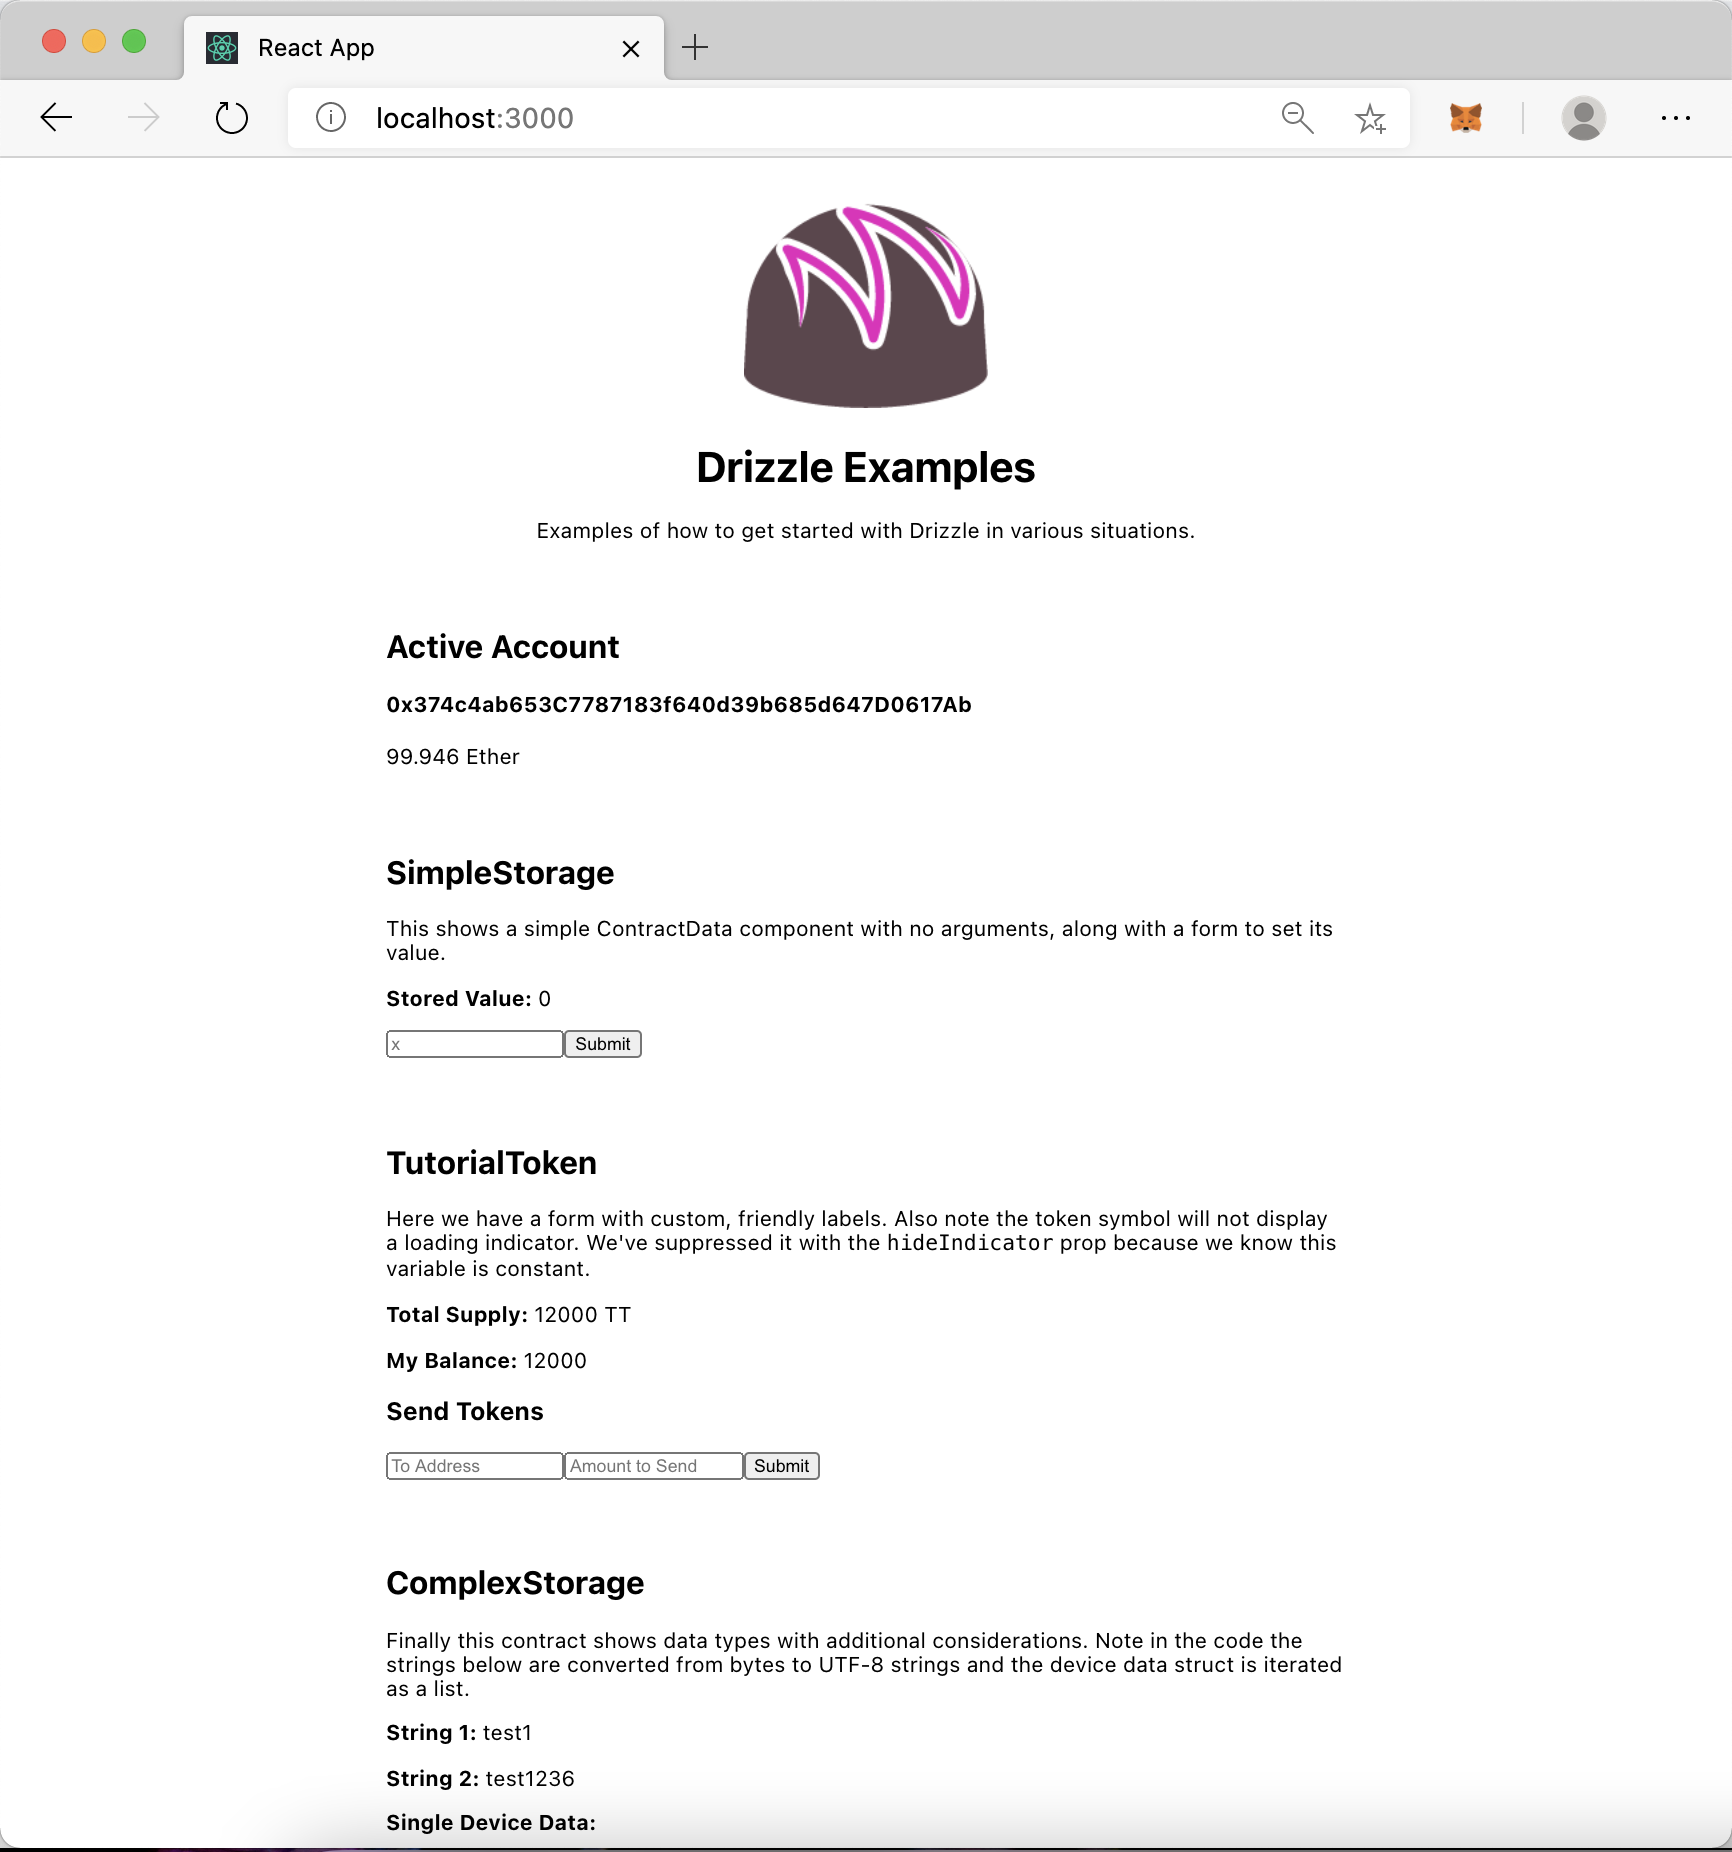 React App
localhost:3000
Drizzle Examples
Examples of how to get started with Drizzle in various situations.
Active Account
0x374c4ab653C7787183f640d39b685d647D0617Ab
99.946 Ether
SimpleStorage
This shows a simple ContractData component with no arguments, along with a form to set its
value.
Stored Value: 0
x Submit
TutorialToken
Here we have a form with custom, friendly labels. Also note the token symbol will not display
a loading indicator. We've suppressed it with the hideIndicator prop because we know this
variable is constant.
Total Supply: 12000 TT
My Balance: 12000
Send Tokens
To Address Amount to Send Submit
ComplexStorage
Finally this contract shows data types with additional considerations. Note in the code the
strings below are converted from bytes to UTF-8 strings and the device data struct is iterated
as a list.
String 1: test1
String 2: test1236
Single Device Data: